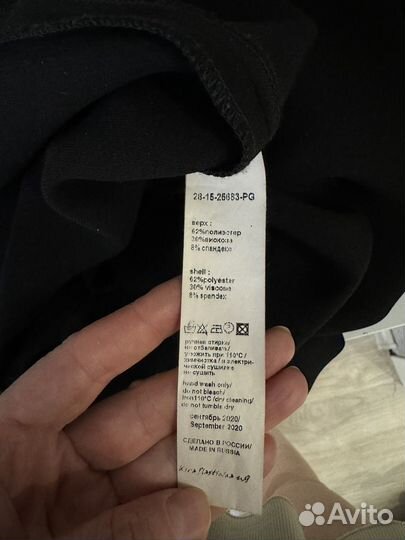 28-15-25683-PG
верх :
62%полиэстер
30%вискоза
8% спандекс
shell :
62%polyester
30% viscose
8% spandex
ручная стирка/
не отбеливать/
утюжить при 110°C /
химчистка / в электри-
ческой сушилке
не сушить
hand wash only/
do not bleach/
iron110°C /dry cleaning/
do not tumble dry
сентябрь 2020/
September 2020
СДЕЛАНО В РОССИИ/
MADE IN RUSSIA
Kira Plastinina
Avito